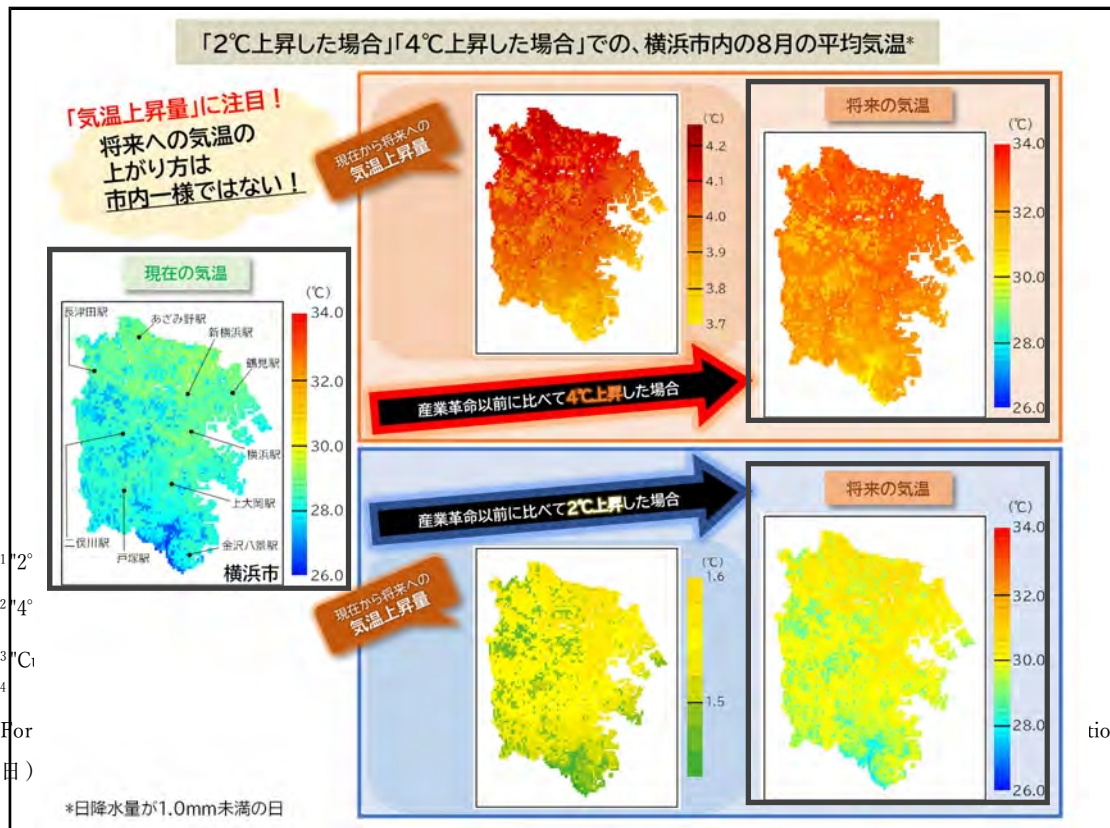 「2℃上昇した場合」「4℃上昇した場合」での、横浜市内の8月の平均気温*
「気温上昇量」に注目！
将来への気温の
上がり方は
市内一様ではない！
現在から将来への
気温上昇量
(℃)
4.2
4.1
4.0
3.9
3.8
3.7
将来の気温
(℃)
34.0
32.0
30.0
28.0
26.0
産業革命以前に比べて4℃上昇した場合
現在の気温
(℃)
34.0
32.0
30.0
28.0
26.0
長津田駅
あざみ野駅
新横浜駅
鶴見駅
横浜駅
上大岡駅
金沢八景駅
戸塚駅
二俣川駅
横浜市
産業革命以前に比べて2℃上昇した場合
現在から将来への
気温上昇量
(℃)
1.6
1.5
将来の気温
(℃)
34.0
32.0
30.0
28.0
26.0
1"2°
2"4°
3"Cu
4
For
tio
日）
*日降水量が1.0mm未満の日